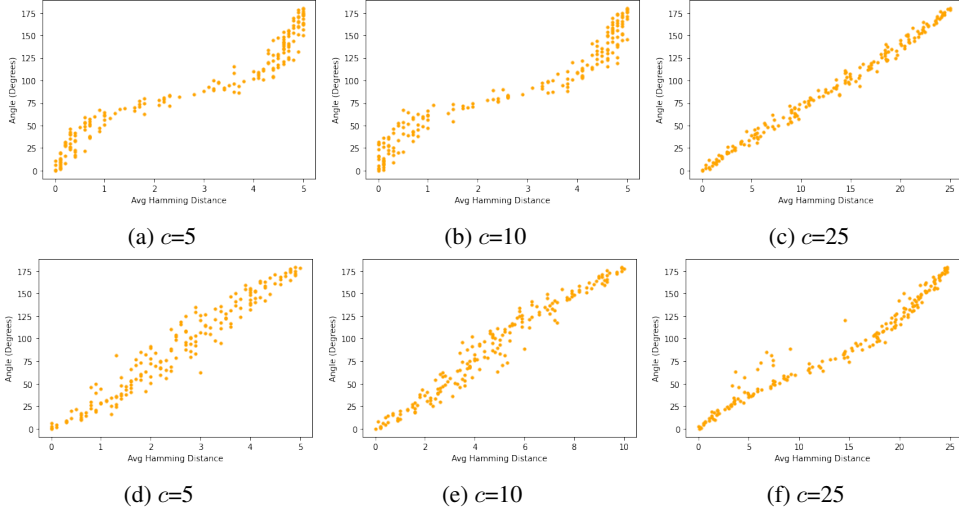 175
150
125
100
75
50
25
0
Angle (Degrees)
0 1 2 3 4 5
Avg Hamming Distance
(a) c=5
175
150
125
100
75
50
25
0
Angle (Degrees)
0 1 2 3 4 5
Avg Hamming Distance
(b) c=10
175
150
125
100
75
50
25
0
Angle (Degrees)
0 5 10 15 20 25
Avg Hamming Distance
(c) c=25
175
150
125
100
75
50
25
0
Angle (Degrees)
0 1 2 3 4 5
Avg Hamming Distance
(d) c=5
175
150
125
100
75
50
25
0
Angle (Degrees)
0 2 4 6 8 10
Avg Hamming Distance
(e) c=10
175
150
125
100
75
50
25
0
Angle (Degrees)
0 5 10 15 20 25
Avg Hamming Distance
(f) c=25